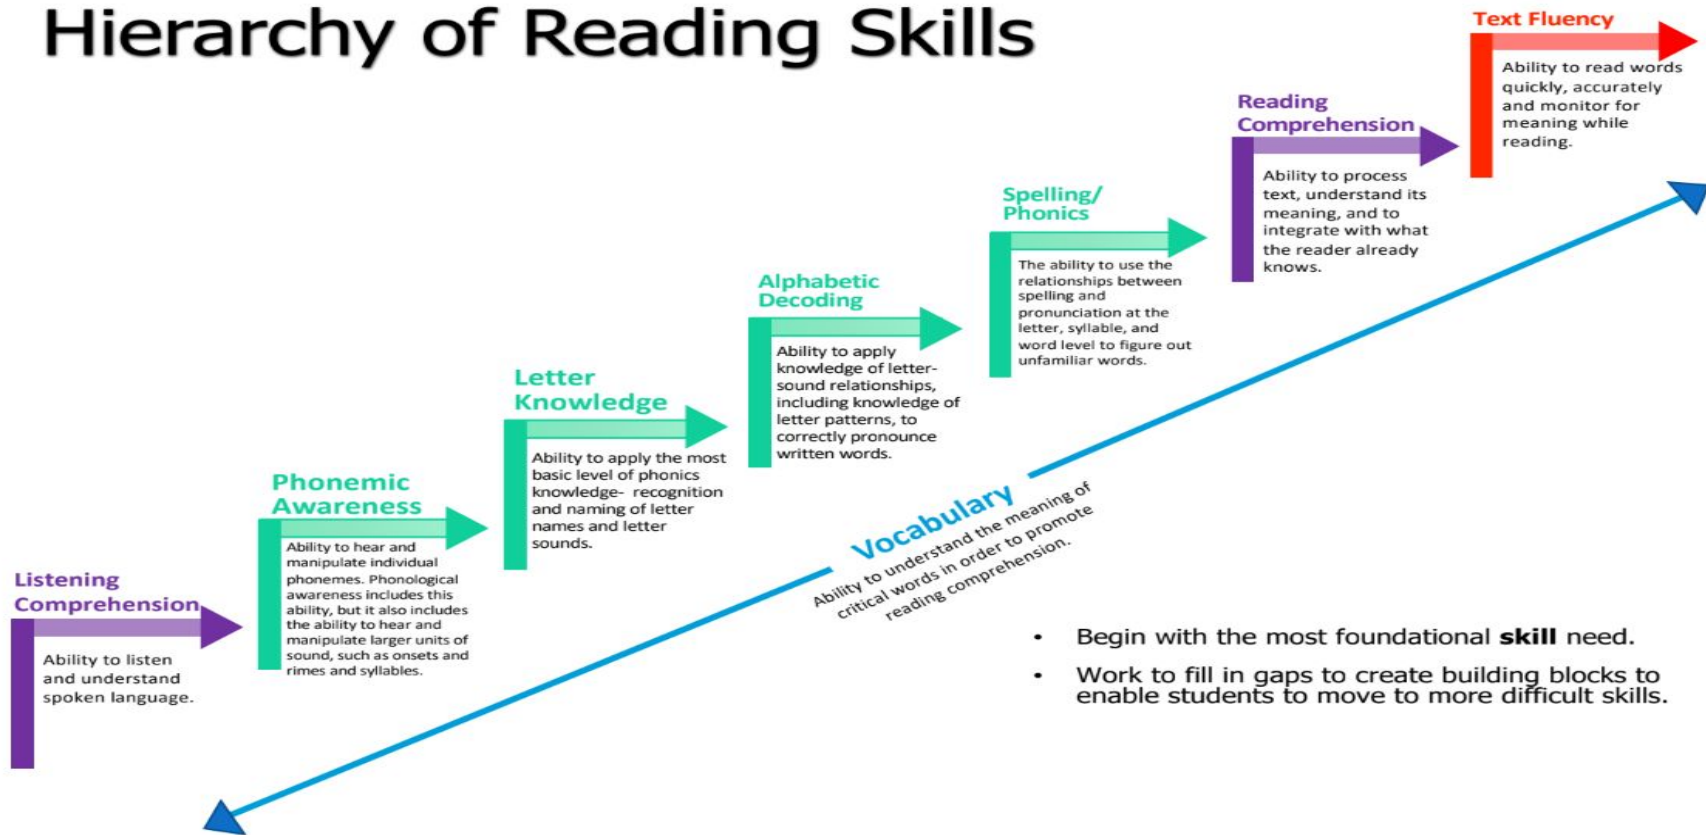 Hierarchy of Reading Skills
Listening
Comprehension
Ability to listen
and understand
spoken language.
Phonemic
Awareness
Ability to hear and
manipulate individual
phonemes. Phonological
awareness includes this
ability, but it also includes
the ability to hear and
manipulate larger units of
sound, such as onsets and
rimes and syllables.
Letter
Knowledge
Ability to apply the most
basic level of phonics
knowledge- recognition
and naming of letter
names and letter
sounds.
Alphabetic
Decoding
Ability to apply
knowledge of letter-
sound relationships,
including knowledge of
letter patterns, to
correctly pronounce
written words.
Spelling/
Phonics
The ability to use the
relationships between
spelling and
pronunciation at the
letter, syllable, and
word level to figure out
unfamiliar words.
Reading
Comprehension
Ability to process
text, understand its
meaning, and to
integrate with what
the reader already
knows.
Text Fluency
Ability to read words
quickly, accurately
and monitor for
meaning while
reading.
Vocabulary
Ability to understand the meaning of
critical words in order to promote
reading comprehension.
• Begin with the most foundational skill need.
• Work to fill in gaps to create building blocks to
enable students to move to more difficult skills.